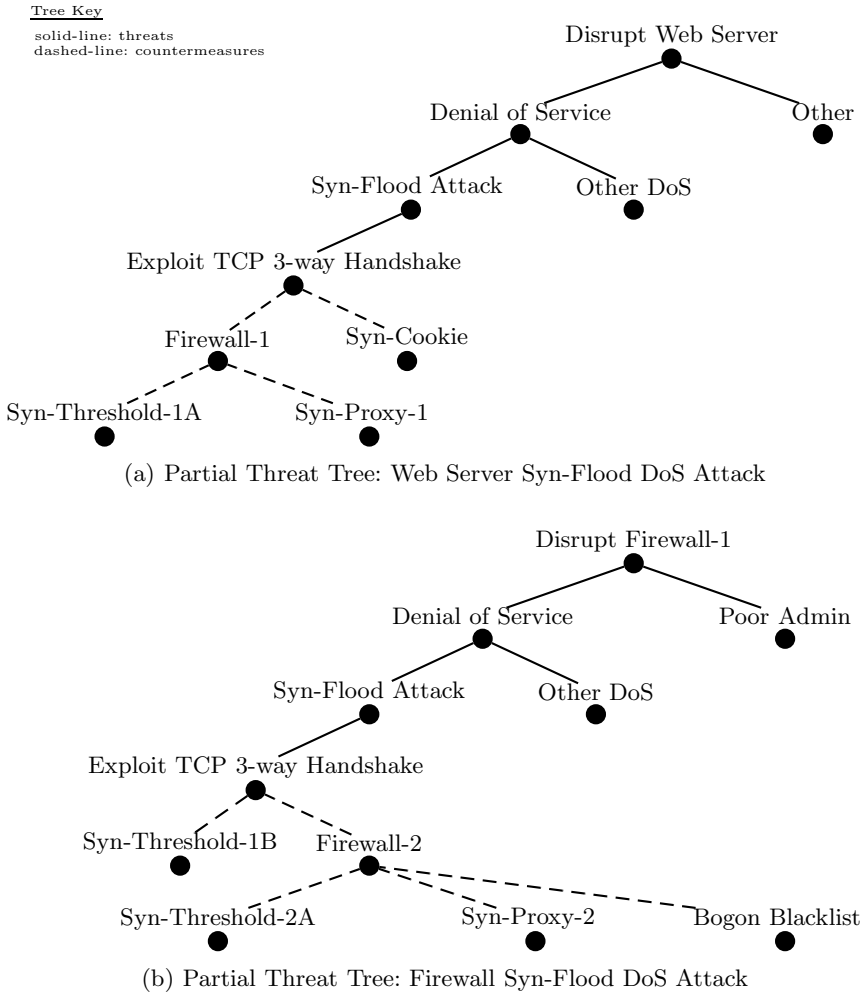 Tree Key
solid-line: threats
dashed-line: countermeasures
Disrupt Web Server
Denial of Service
Other
Syn-Flood Attack
Other DoS
Exploit TCP 3-way Handshake
Firewall-1
Syn-Cookie
Syn-Threshold-1A
Syn-Proxy-1
(a) Partial Threat Tree: Web Server Syn-Flood DoS Attack
Disrupt Firewall-1
Denial of Service
Poor Admin
Syn-Flood Attack
Other DoS
Exploit TCP 3-way Handshake
Syn-Threshold-1B
Firewall-2
Syn-Threshold-2A
Syn-Proxy-2
Bogon Blacklist
(b) Partial Threat Tree: Firewall Syn-Flood DoS Attack